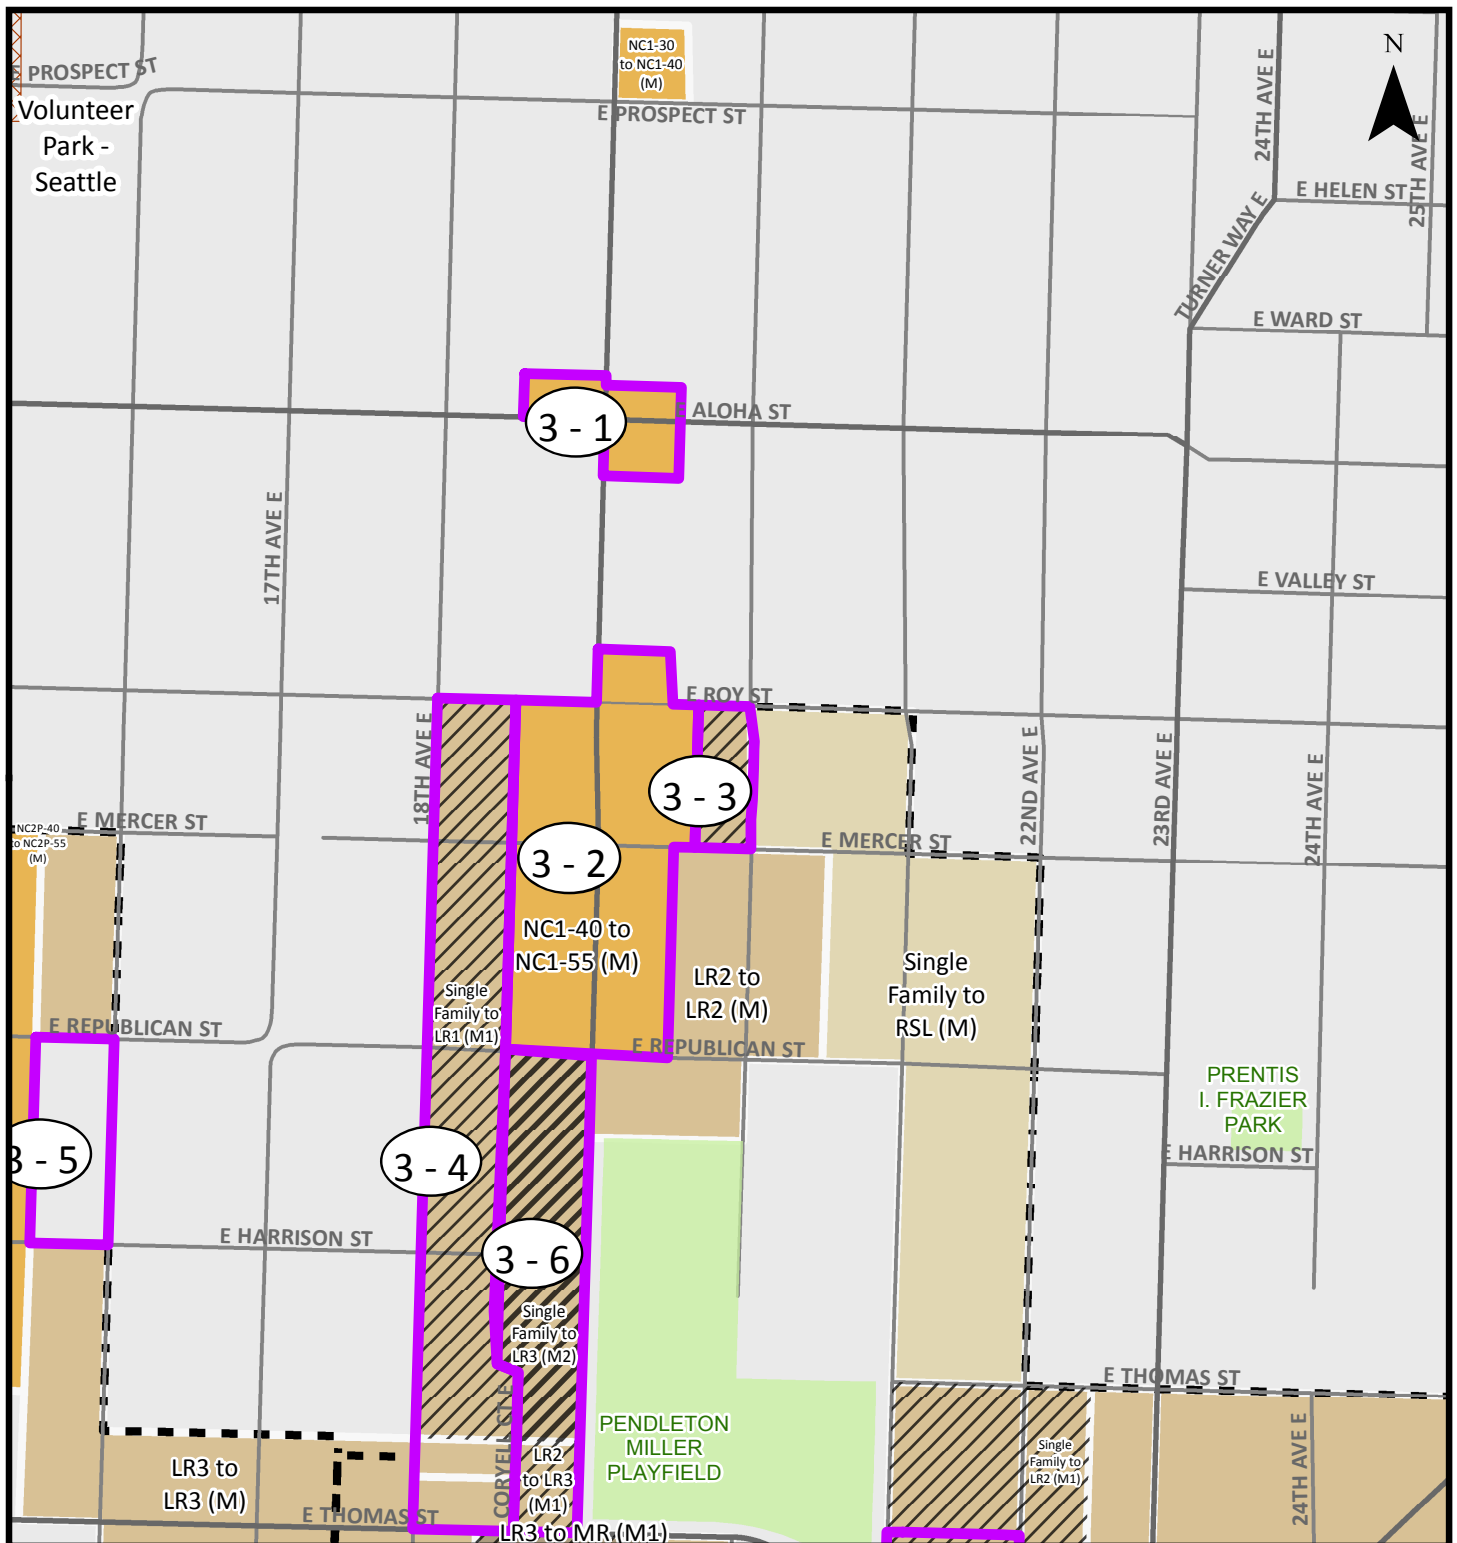 NC1-30
to NC1-40
(M)
N
E PROSPECT ST
Volunteer
Park -
Seattle
E PROSPECT ST
24TH AVE E
25TH AVE E
E HELEN ST
TURNER WAY E
E WARD ST
3 - 1
E ALOHA ST
17TH AVE E
E VALLEY ST
E ROY ST
18TH AVE E
22ND AVE E
23RD AVE E
24TH AVE E
3 - 3
NC2P-40
to NC2P-55
(M)
E MERCER ST
E MERCER ST
3 - 2
NC1-40 to
NC1-55 (M)
LR2 to
LR2 (M)
Single
Family to
RSL (M)
Single
Family to
LR1 (M1)
E REPUBLICAN ST
E REPUBLICAN ST
PRENTIS
I. FRAZIER
PARK
3 - 5
3 - 4
E HARRISON ST
E HARRISON ST
3 - 6
Single
Family to
LR3 (M2)
E THOMAS ST
CORYELL CT E
PENDLETON
MILLER
PLAYFIELD
24TH AVE E
Single
Family to
LR2 (M1)
LR3 to
LR3 (M)
LR2
to LR3
(M1)
E THOMAS ST
LR3 to MR (M1)